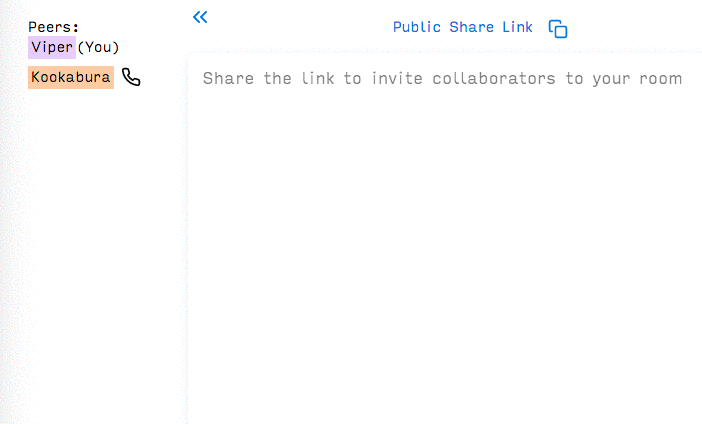 Peers:
Viper (You)
Kookabura
Public Share Link
Share the link to invite collaborators to your room